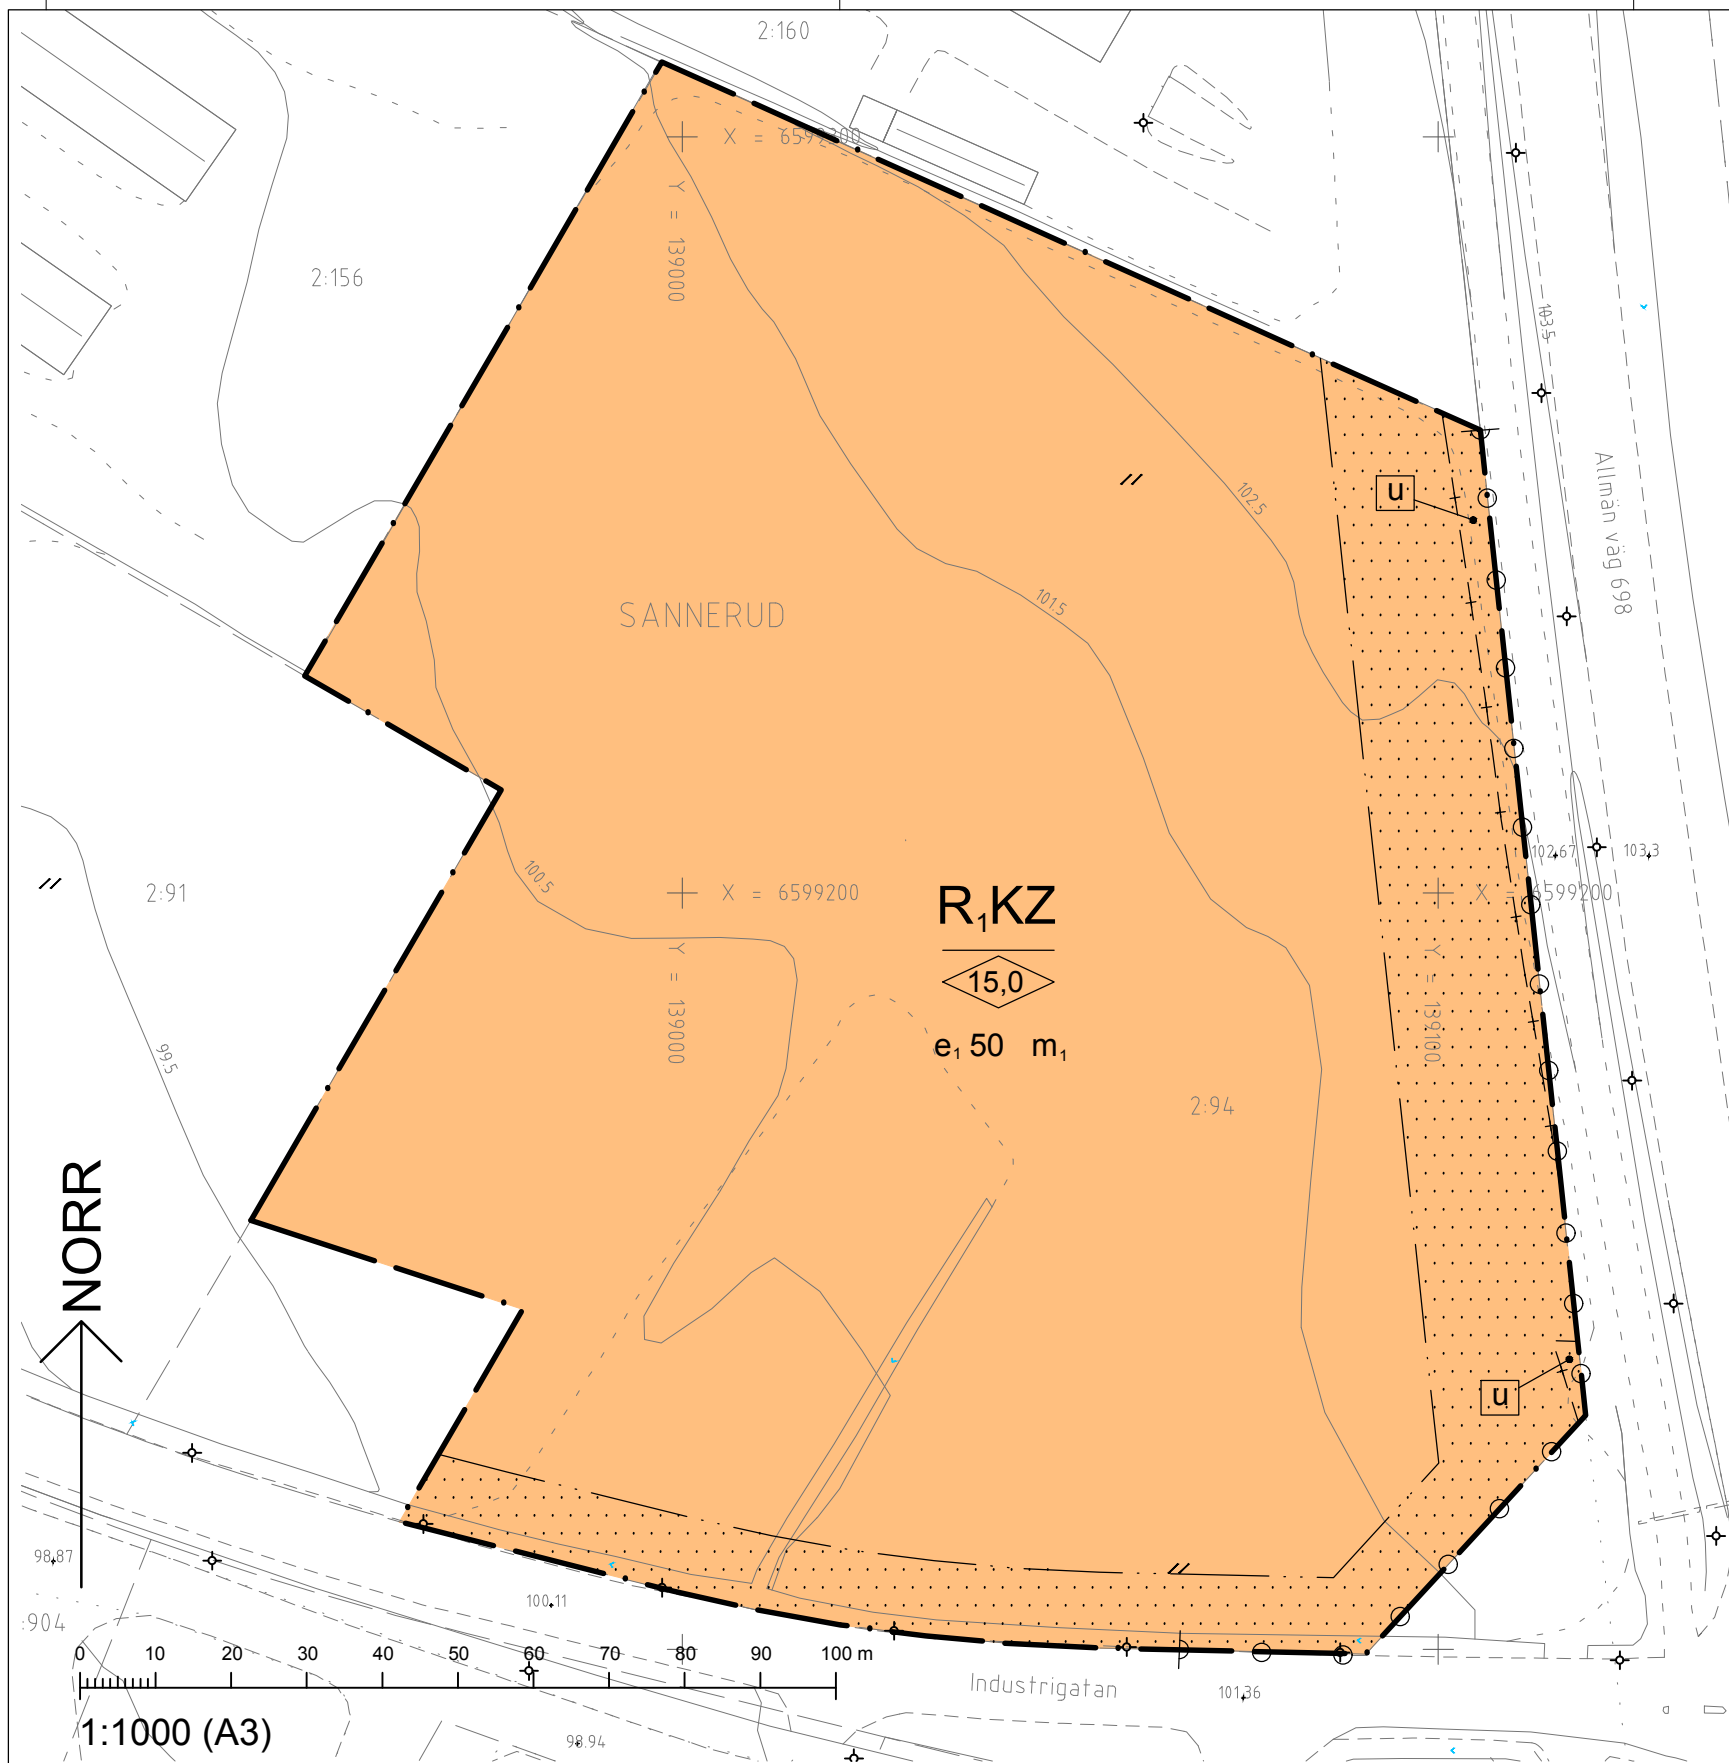 2:160
X = 6599300
Y = 139000
2:156
103.5
Allmän väg 698
u
102.5
SANNERUD
101.5
100.5
2:91
X = 6599200
Y = 1390000
R₁KZ
15,0
e₁ 50 m₁
102.67
103.3
X = 6599200
Y = 139100
99.5
2:94
NORR
u
98.87
100.11
:904
0 10 20 30 40 50 60 70 80 90 100 m
Industrigatan
101.36
1:1000 (A3)
98.94